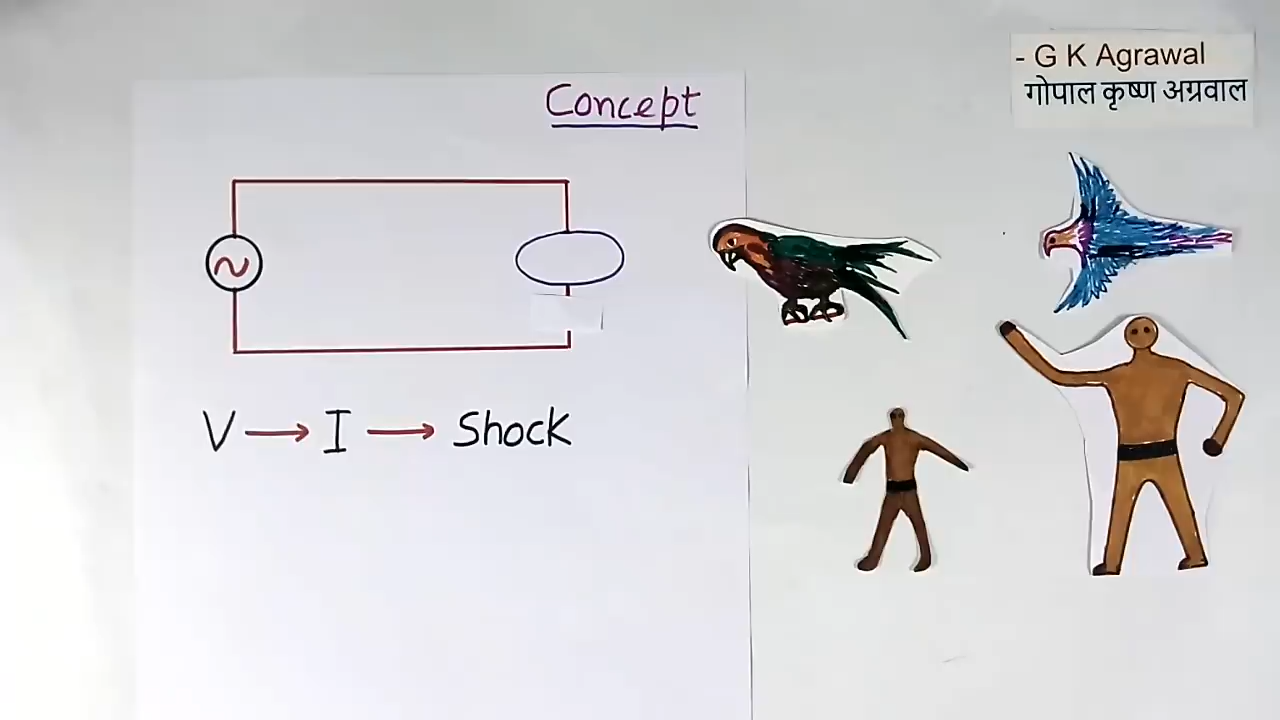 - G K Agrawal
गोपाल कृष्ण अग्रवाल
Concept
V → I → Shock